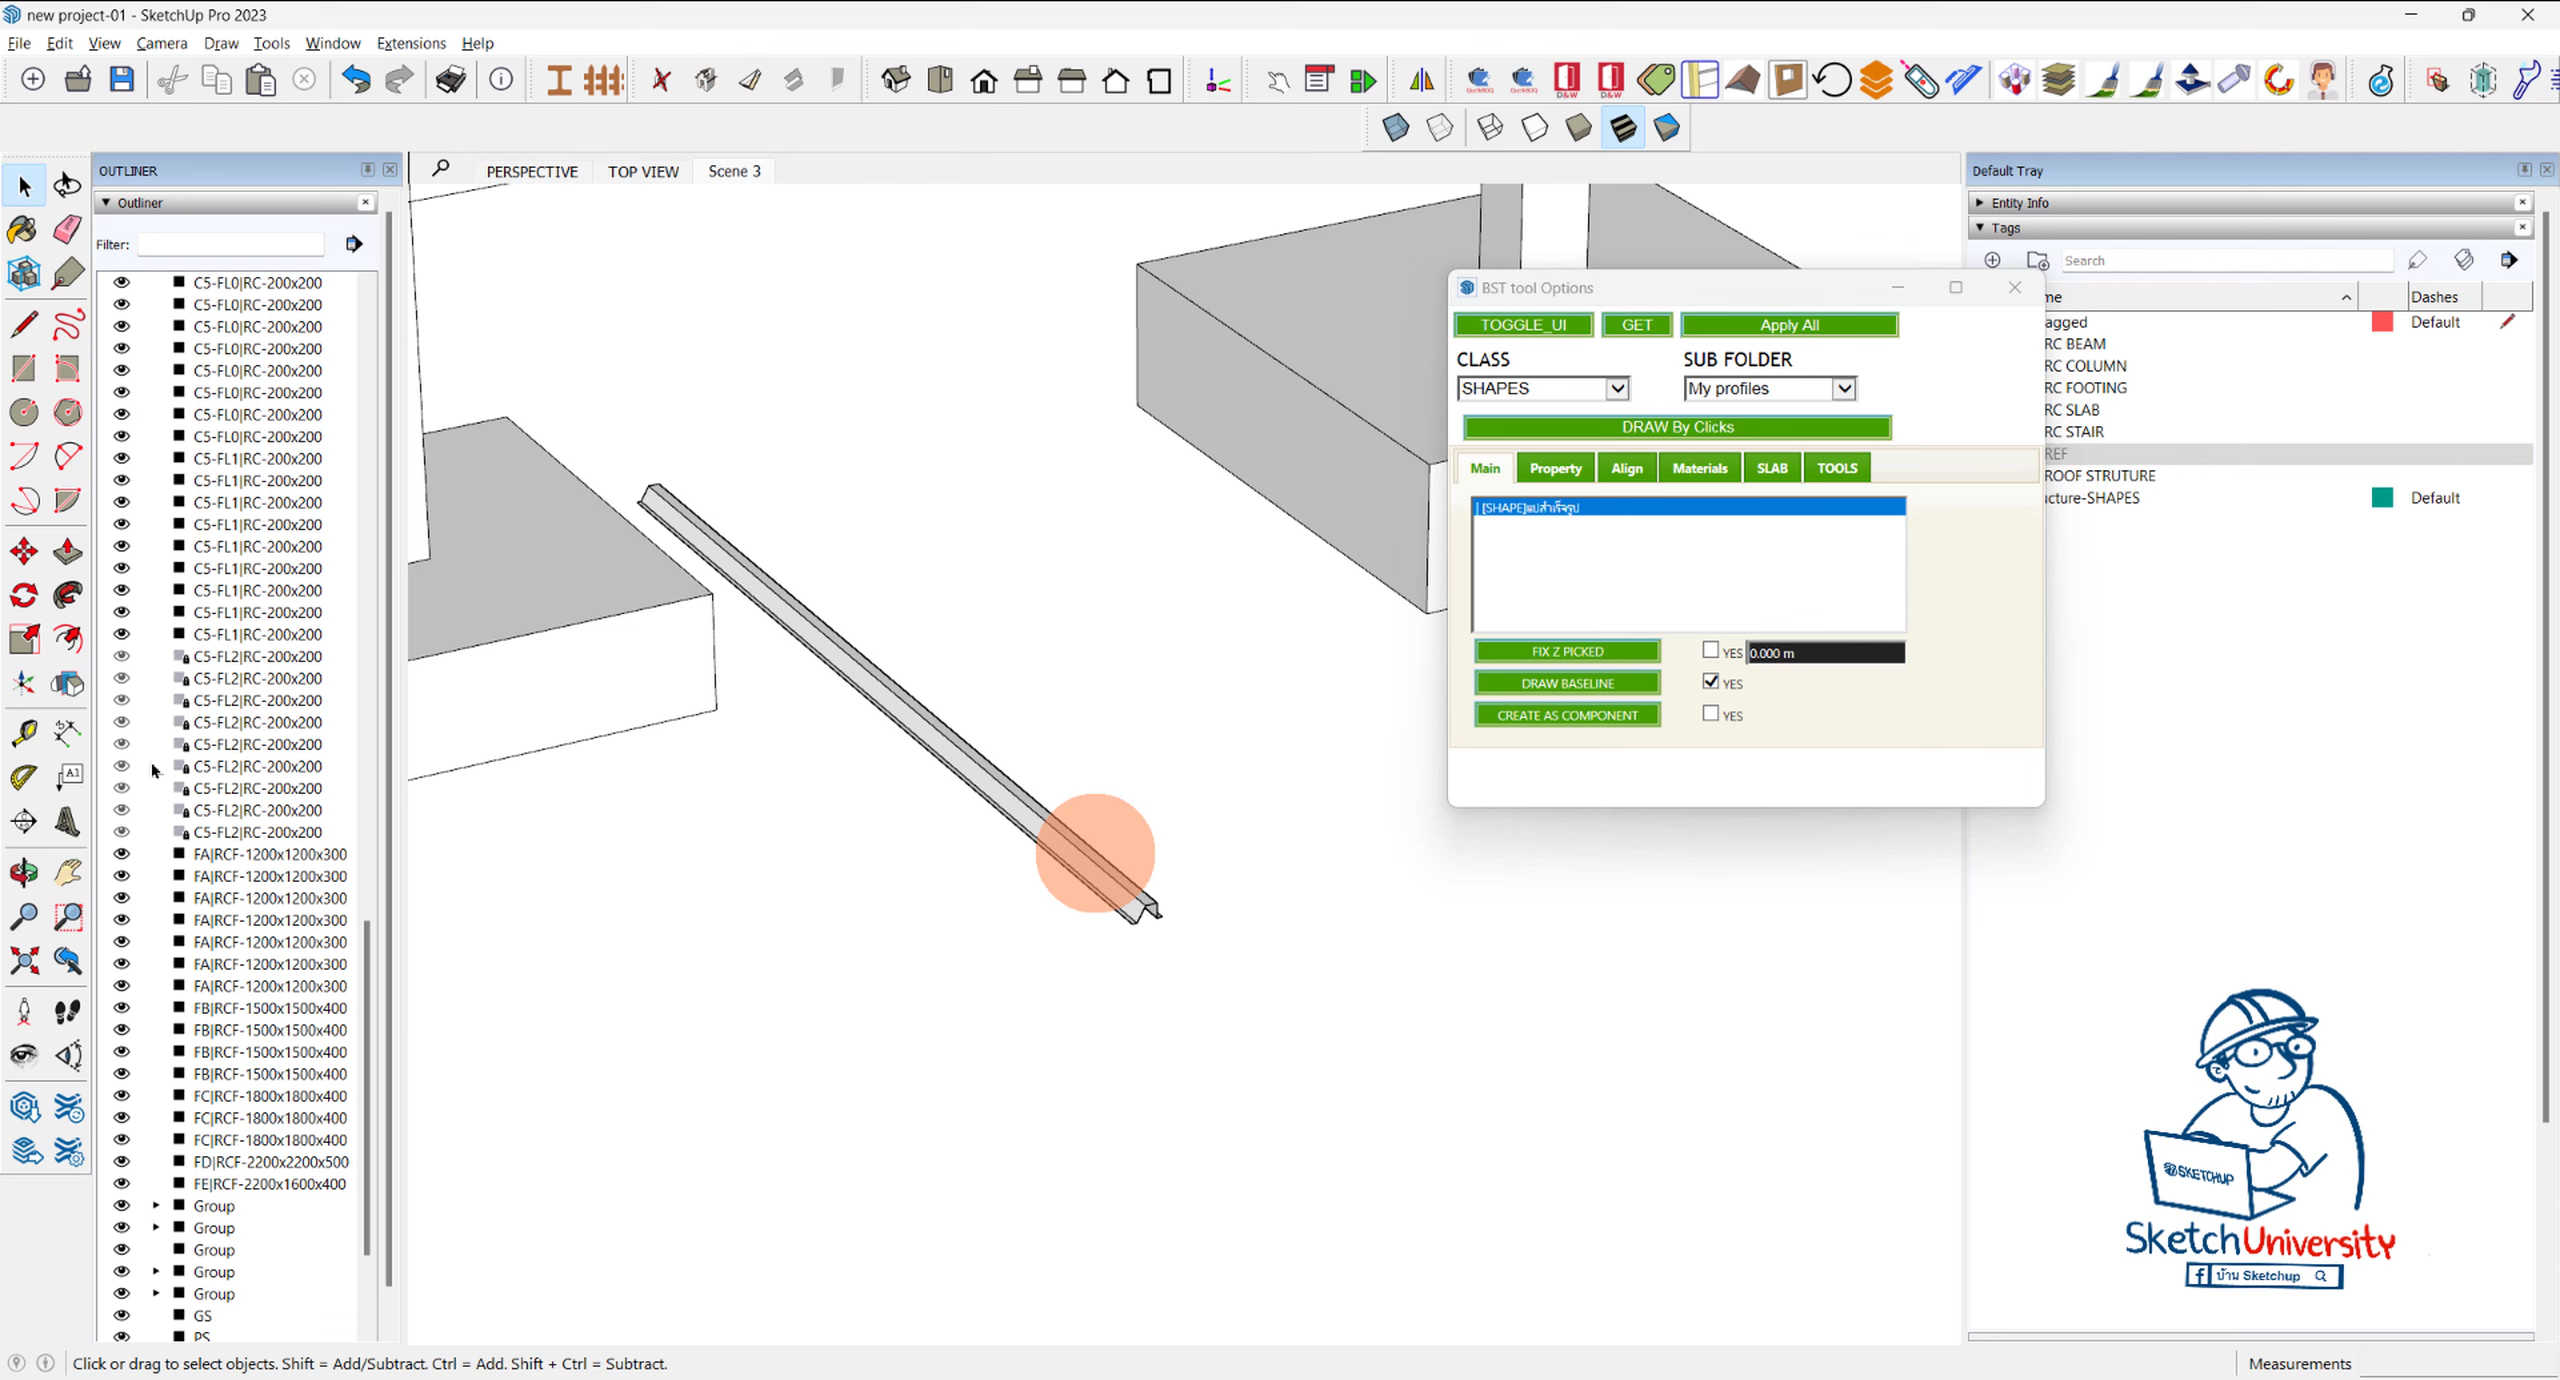 new project-01 - SketchUp Pro 2023
File Edit View Camera Draw Tools Window Extensions Help
D&W D&W
OUTLINER
Outliner
Filter:
C5-FL0|RC-200x200
C5-FL0|RC-200x200
C5-FL0|RC-200x200
C5-FL0|RC-200x200
C5-FL0|RC-200x200
C5-FL0|RC-200x200
C5-FL0|RC-200x200
C5-FL0|RC-200x200
C5-FL1|RC-200x200
C5-FL1|RC-200x200
C5-FL1|RC-200x200
C5-FL1|RC-200x200
C5-FL1|RC-200x200
C5-FL1|RC-200x200
C5-FL1|RC-200x200
C5-FL1|RC-200x200
C5-FL1|RC-200x200
C5-FL2|RC-200x200
C5-FL2|RC-200x200
C5-FL2|RC-200x200
C5-FL2|RC-200x200
C5-FL2|RC-200x200
C5-FL2|RC-200x200
C5-FL2|RC-200x200
C5-FL2|RC-200x200
C5-FL2|RC-200x200
FA|RCF-1200x1200x300
FA|RCF-1200x1200x300
FA|RCF-1200x1200x300
FA|RCF-1200x1200x300
FA|RCF-1200x1200x300
FA|RCF-1200x1200x300
FA|RCF-1200x1200x300
FB|RCF-1500x1500x400
FB|RCF-1500x1500x400
FB|RCF-1500x1500x400
FB|RCF-1500x1500x400
FC|RCF-1800x1800x400
FC|RCF-1800x1800x400
FC|RCF-1800x1800x400
FD|RCF-2200x2200x500
FE|RCF-2200x1600x400
Group
Group
Group
Group
Group
GS
PS
PERSPECTIVE TOP VIEW Scene 3
BST tool Options
TOGGLE_UI GET Apply All
CLASS SUB FOLDER
SHAPES My profiles
DRAW By Clicks
Main Property Align Materials SLAB TOOLS
| [SHAPE]แปสำเร็จรูป
FIX Z PICKED YES 0.000 m
DRAW BASELINE YES
CREATE AS COMPONENT YES
Default Tray
Entity Info
Tags
Search
me Dashes
agged Default
RC BEAM
RC COLUMN
RC FOOTING
RC SLAB
RC STAIR
REF
ROOF STRUTURE
ucture-SHAPES Default
SKETCHUP
SketchUniversity
f บ้าน Sketchup
Click or drag to select objects. Shift = Add/Subtract. Ctrl = Add. Shift + Ctrl = Subtract.
Measurements